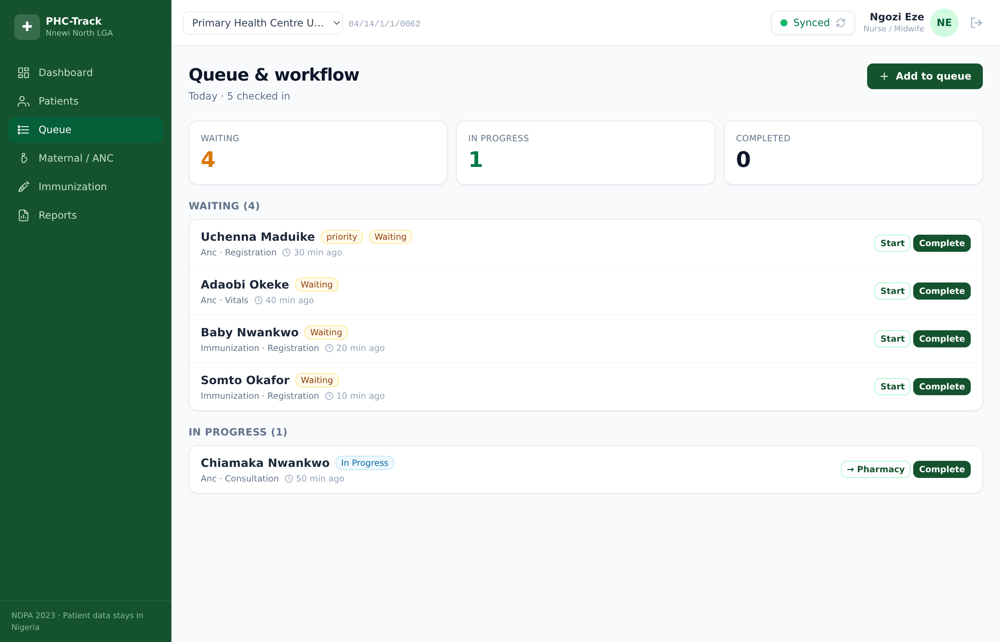 PHC-Track
Nnewi North LGA
Dashboard
Patients
Queue
Maternal / ANC
Immunization
Reports
NDPA 2023 · Patient data stays in
Nigeria
Primary Health Centre U...
04/14/1/1/0062
Synced
Ngozi Eze
Nurse / Midwife
NE
Queue & workflow
Today · 5 checked in
+ Add to queue
WAITING
4
IN PROGRESS
1
COMPLETED
0
WAITING (4)
Uchenna Maduike priority Waiting
Anc · Registration 30 min ago
Start Complete
Adaobi Okeke Waiting
Anc · Vitals 40 min ago
Start Complete
Baby Nwankwo Waiting
Immunization · Registration 20 min ago
Start Complete
Somto Okafor Waiting
Immunization · Registration 10 min ago
Start Complete
IN PROGRESS (1)
Chiamaka Nwankwo In Progress
Anc · Consultation 50 min ago
→ Pharmacy Complete